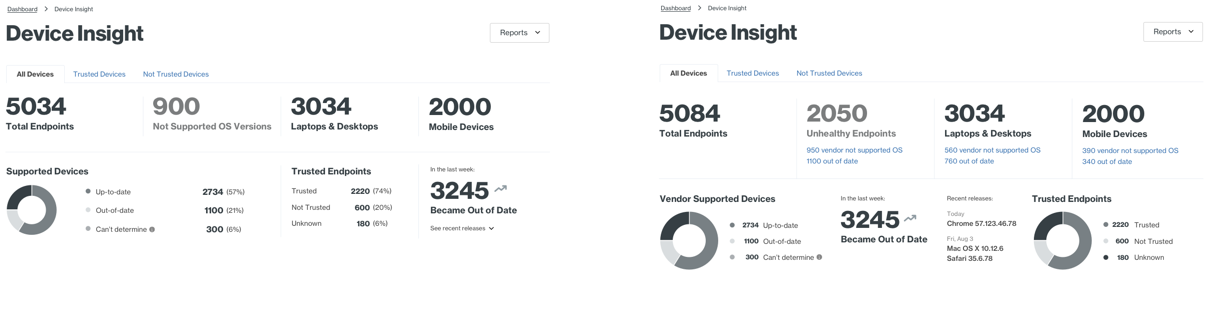 Dashboard > Device Insight
Device Insight
Reports
All Devices Trusted Devices Not Trusted Devices
5034 900 3034 2000
Total Endpoints Not Supported OS Versions Laptops & Desktops Mobile Devices
Supported Devices
Up-to-date 2734 (57%)
Out-of-date 1100 (21%)
Can't determine 300 (6%)
Trusted Endpoints
Trusted 2220 (74%)
Not Trusted 600 (20%)
Unknown 180 (6%)
In the last week:
3245
Became Out of Date
See recent releases
Dashboard > Device Insight
Device Insight
Reports
All Devices Trusted Devices Not Trusted Devices
5084 2050 3034 2000
Total Endpoints Unhealthy Endpoints Laptops & Desktops Mobile Devices
950 vendor not supported OS 560 vendor not supported OS 390 vendor not supported OS
1100 out of date 760 out of date 340 out of date
Vendor Supported Devices
2734 Up-to-date
1100 Out-of-date
300 Can't determine
In the last week:
3245
Became Out of Date
Recent releases:
Today
Chrome 57.123.46.78
Fri, Aug 3
Mac OS X 10.12.6
Safari 35.6.78
Trusted Endpoints
2220 Trusted
600 Not Trusted
180 Unknown